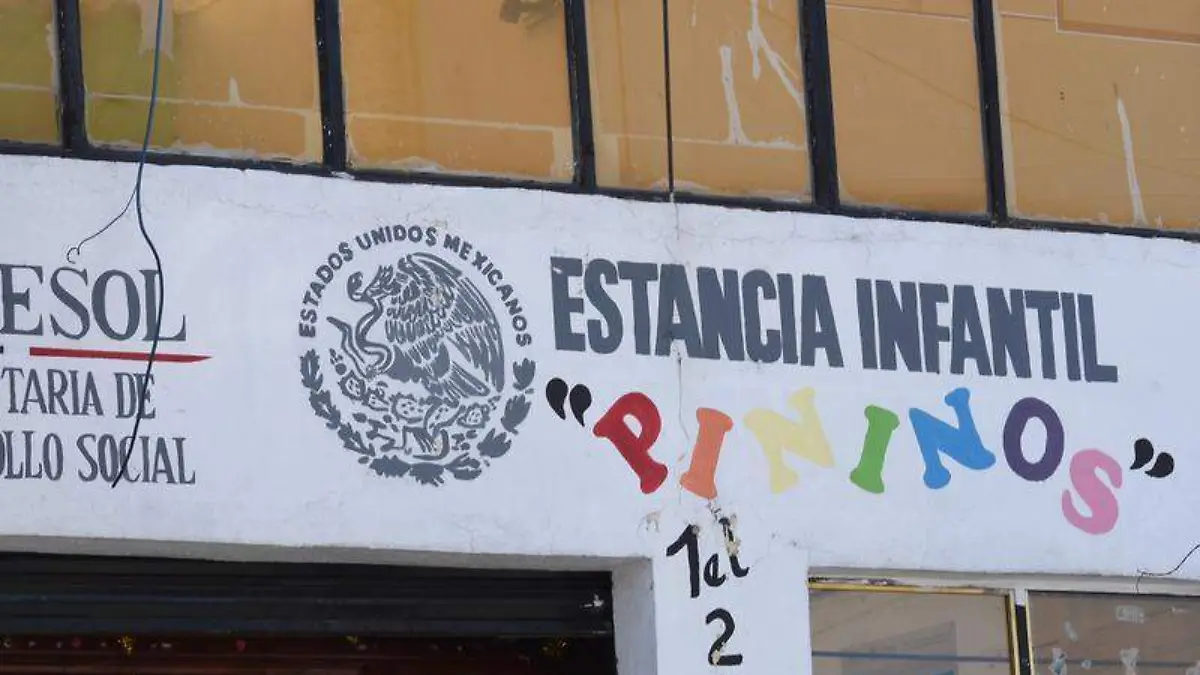 ESOL
TARIA DE
OLLO SOCIAL
ESTADOS UNIDOS MEXICANOS
ESTANCIA INFANTIL
"PININOS"
Tel
2